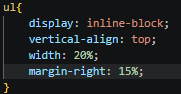 ul{
    display: inline-block;
    vertical-align: top;
    width: 20%;
    margin-right: 15%;
}